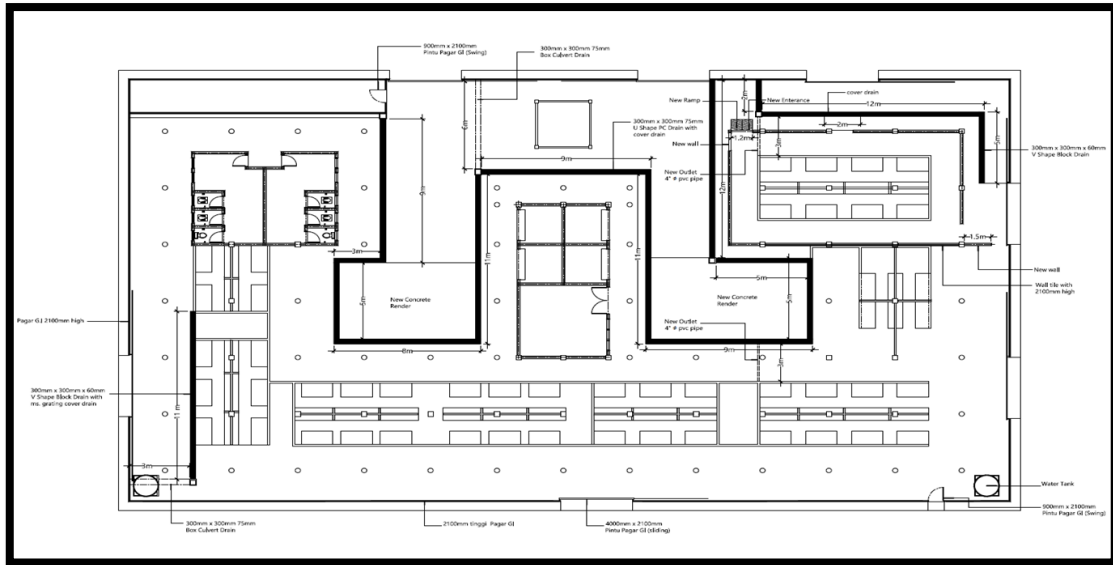 900mm x 2100mm
Pintu Pagar GI (Swing)
300mm x 300mm 75mm
Box Culvert Drain
New Ramp
New Enterance
cover drain
12m
2m
2m
1.2m
3m
5m
300mm x 300mm 75mm
U Shape PC Drain with
cover drain
New wall
300mm x 300mm x 60mm
V Shape Block Drain
6m
9m
9m
New Outlet
4" # pvc pipe
12m
3m
11m
11m
1.5m
New wall
Wall tile with
2100mm high
5m
5m
5m
New Concrete
Render
New Concrete
Render
New Outlet
4" # pvc pipe
Pagar G.I 2100mm high
8m
9m
3m
300mm x 300mm x 60mm
V Shape Block Drain with
ms. grating cover drain
11m
3m
Water Tank
300mm x 300mm 75mm
Box Culvert Drain
2100mm tinggi Pagar GI
4000mm x 2100mm
Pintu Pagar GI (sliding)
900mm x 2100mm
Pintu Pagar GI (Swing)